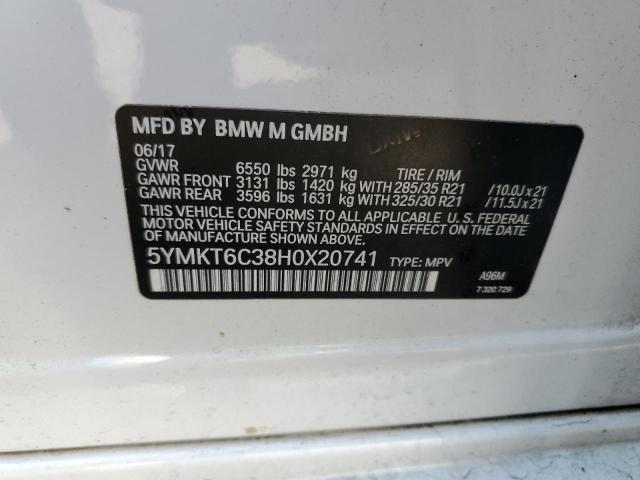 MFD BY BMW M GMBH
06/17
GVWR 6550 lbs 2971 kg TIRE / RIM
GAWR FRONT 3131 lbs 1420 kg WITH 285/35 R21 /10.0J x 21
GAWR REAR 3596 lbs 1631 kg WITH 325/30 R21 /11.5J x 21
THIS VEHICLE CONFORMS TO ALL APPLICABLE U.S. FEDERAL
MOTOR VEHICLE SAFETY STANDARDS IN EFFECT ON
THE DATE OF MANUFACTURE SHOWN ABOVE.
5YMKT6C38H0X20741 TYPE: MPV
A96M
7 320 729